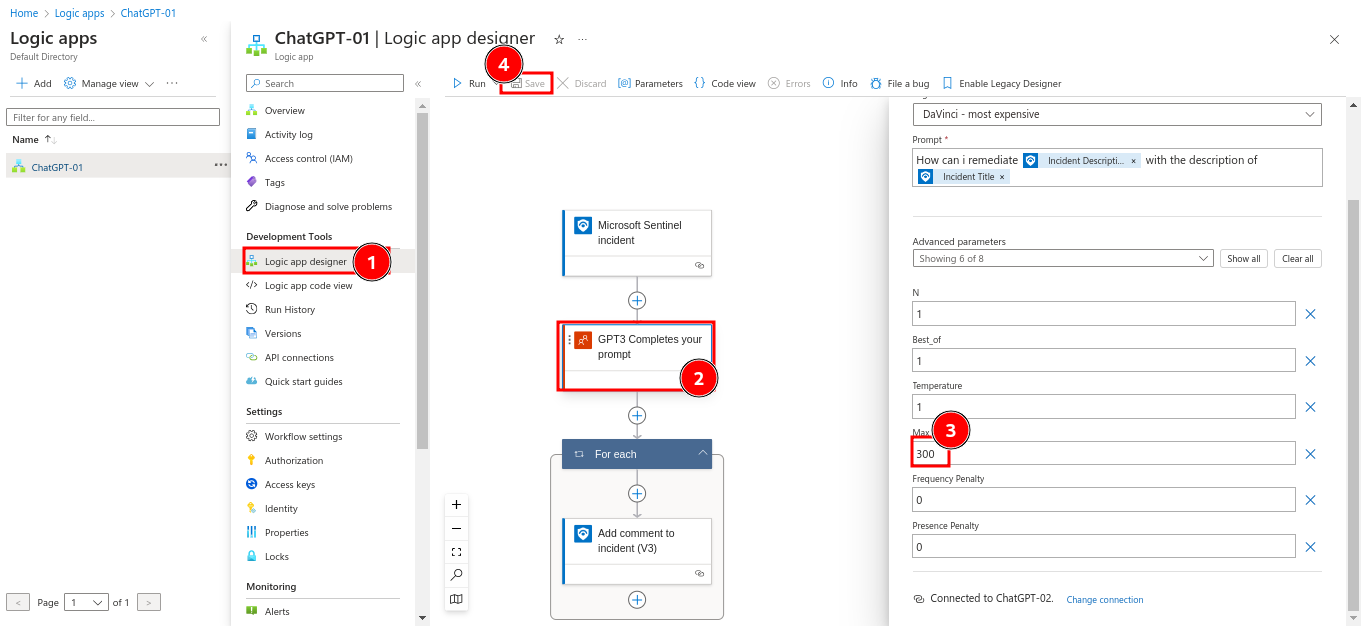 Home > Logic apps > ChatGPT-01
Logic apps
Default Directory
Add
Manage view
Filter for any field...
Name
ChatGPT-01
Page 1 of 1
ChatGPT-01 | Logic app designer
Logic app
Search
Overview
Activity log
Access control (IAM)
Tags
Diagnose and solve problems
Development Tools
Logic app designer
1
Logic app code view
Run History
Versions
API connections
Quick start guides
Settings
Workflow settings
Authorization
Access keys
Identity
Properties
Locks
Monitoring
Alerts
Run
4
Save
Discard
Parameters
Code view
Errors
Info
File a bug
Enable Legacy Designer
Microsoft Sentinel
incident
GPT3 Completes your
prompt
2
For each
Add comment to
incident (V3)
DaVinci - most expensive
Prompt *
How can i remediate Incident Descripti... × with the description of
Incident Title ×
Advanced parameters
Showing 6 of 8
Show all
Clear all
N
1
Best_of
1
Temperature
1
Max
3
300
Frequency Penalty
0
Presence Penalty
0
Connected to ChatGPT-02. Change connection